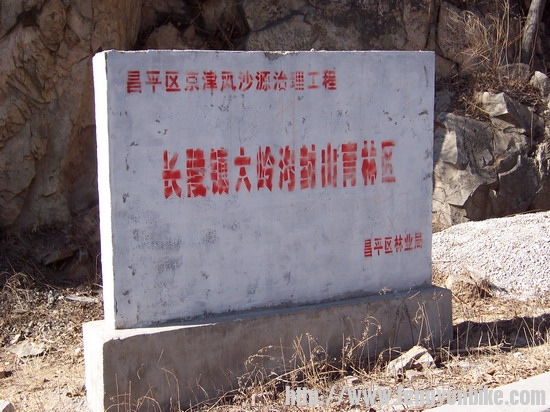 昌平区京津风沙源治理工程
长陵镇大岭沟封山育林区
昌平区林业局